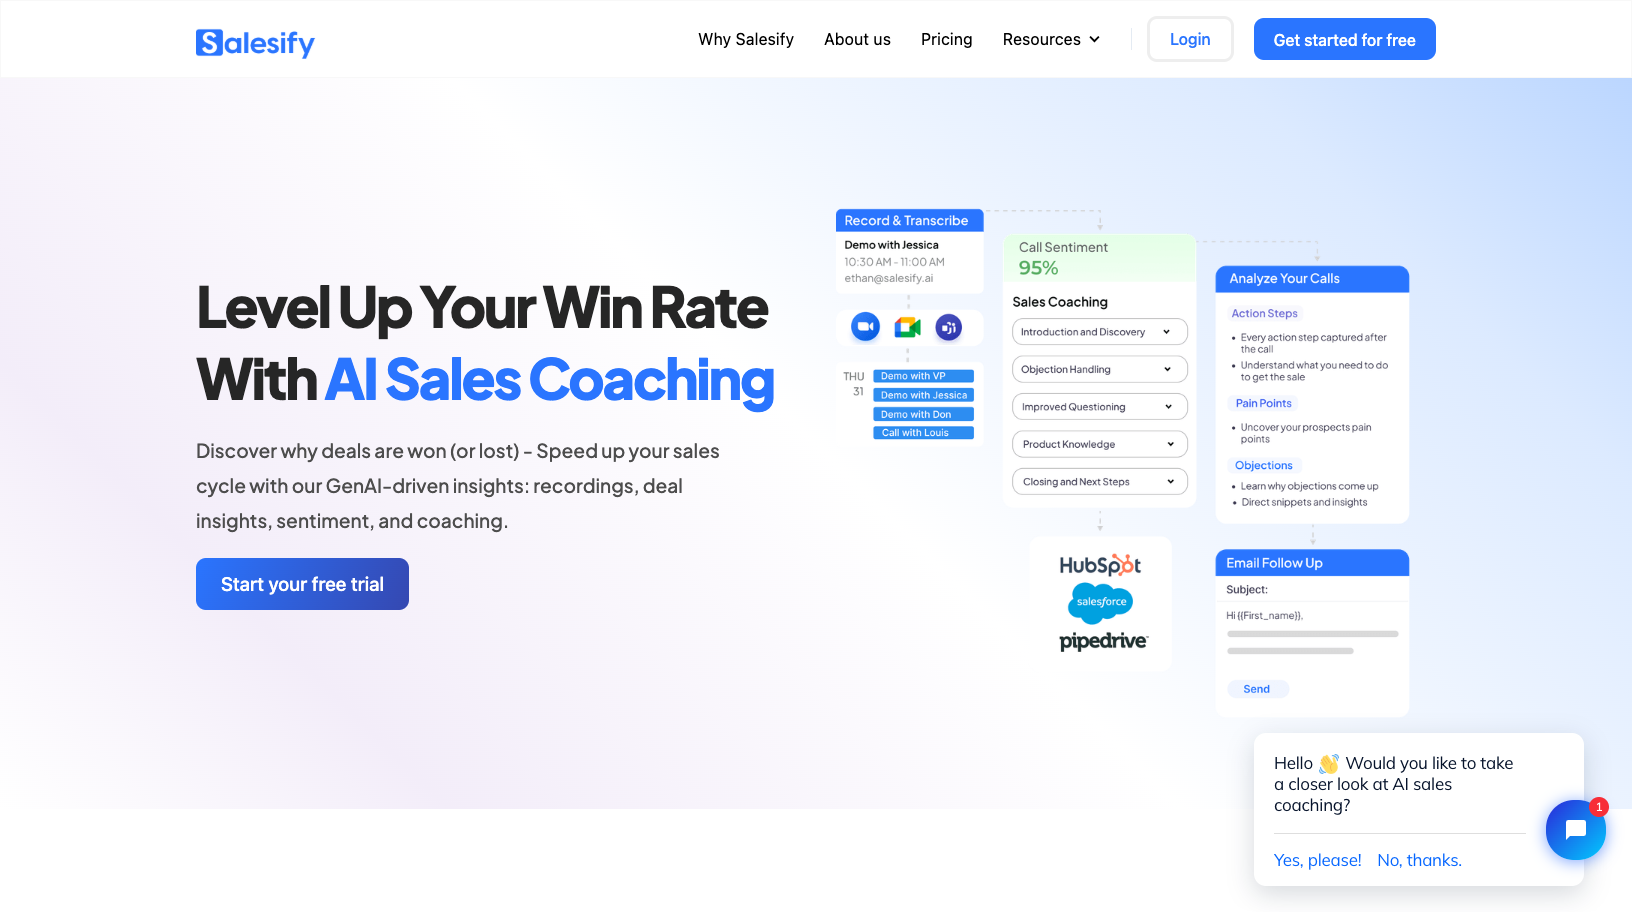 Salesify
Why Salesify
About us
Pricing
Resources
Login
Get started for free
Level Up Your Win Rate
With AI Sales Coaching
Discover why deals are won (or lost) - Speed up your sales
cycle with our GenAI-driven insights: recordings, deal
insights, sentiment, and coaching.
Start your free trial
Record & Transcribe
Demo with Jessica
10:30 AM - 11:00 AM
ethan@salesify.ai
THU
31
Demo with VP
Demo with Jessica
Demo with Don
Call with Louis
Call Sentiment
95%
Sales Coaching
Introduction and Discovery
Objection Handling
Improved Questioning
Product Knowledge
Closing and Next Steps
HubSpot
salesforce
pipedrive
Analyze Your Calls
Action Steps
• Every action step captured after
the call
• Understand what you need to do
to get the sale
Pain Points
• Uncover your prospects pain
points
Objections
• Learn why objections come up
• Direct snippets and insights
Email Follow Up
Subject:
Hi {{First_name}},
Send
Hello 👋 Would you like to take
a closer look at AI sales
coaching?
Yes, please!
No, thanks.
1